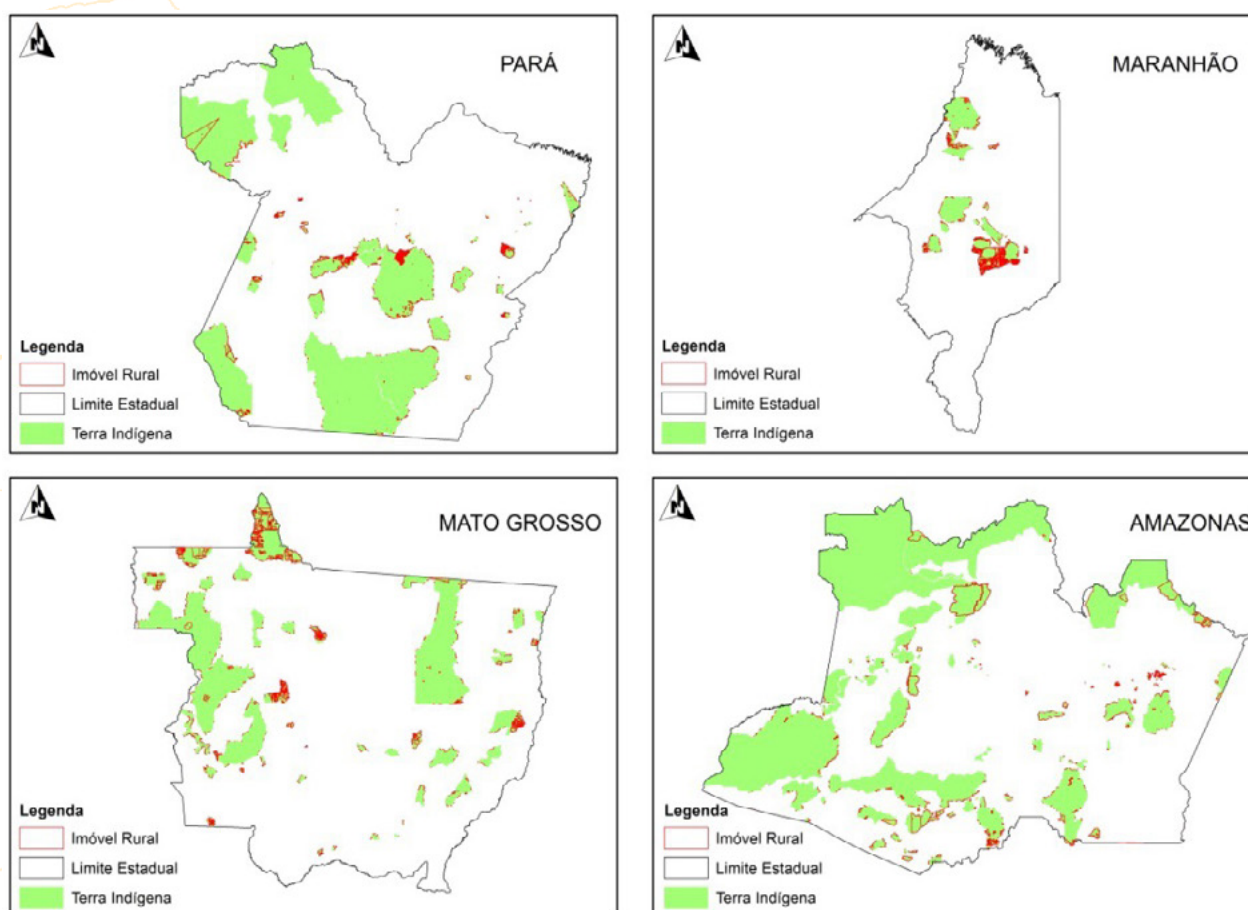 N
PARÁ
Legenda
Imóvel Rural
Limite Estadual
Terra Indígena
N
MARANHÃO
Legenda
Imóvel Rural
Limite Estadual
Terra Indígena
N
MATO GROSSO
Legenda
Imóvel Rural
Limite Estadual
Terra Indígena
N
AMAZONAS
Legenda
Imóvel Rural
Limite Estadual
Terra Indígena